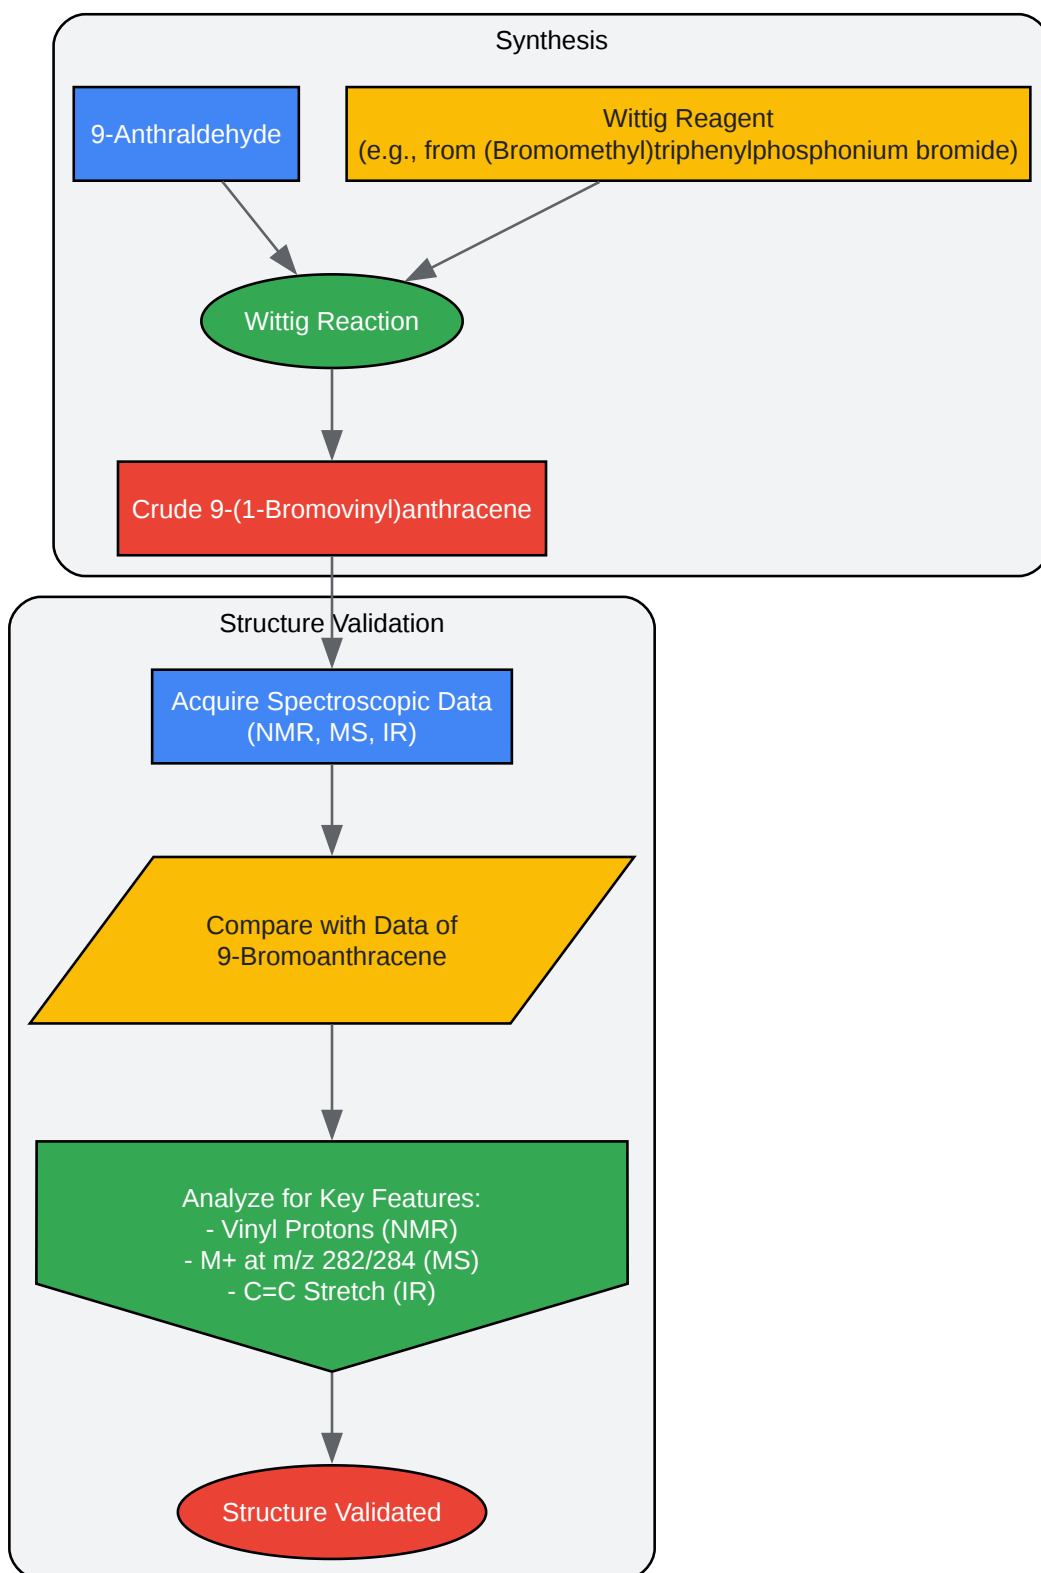 Synthesis
9-Anthraldehyde
Wittig Reagent
(e.g., from (Bromomethyl)triphenylphosphonium bromide)
Wittig Reaction
Crude 9-(1-Bromovinyl)anthracene
Structure Validation
Acquire Spectroscopic Data
(NMR, MS, IR)
Compare with Data of
9-Bromoanthracene
Analyze for Key Features:
- Vinyl Protons (NMR)
- M+ at m/z 282/284 (MS)
- C=C Stretch (IR)
Structure Validated